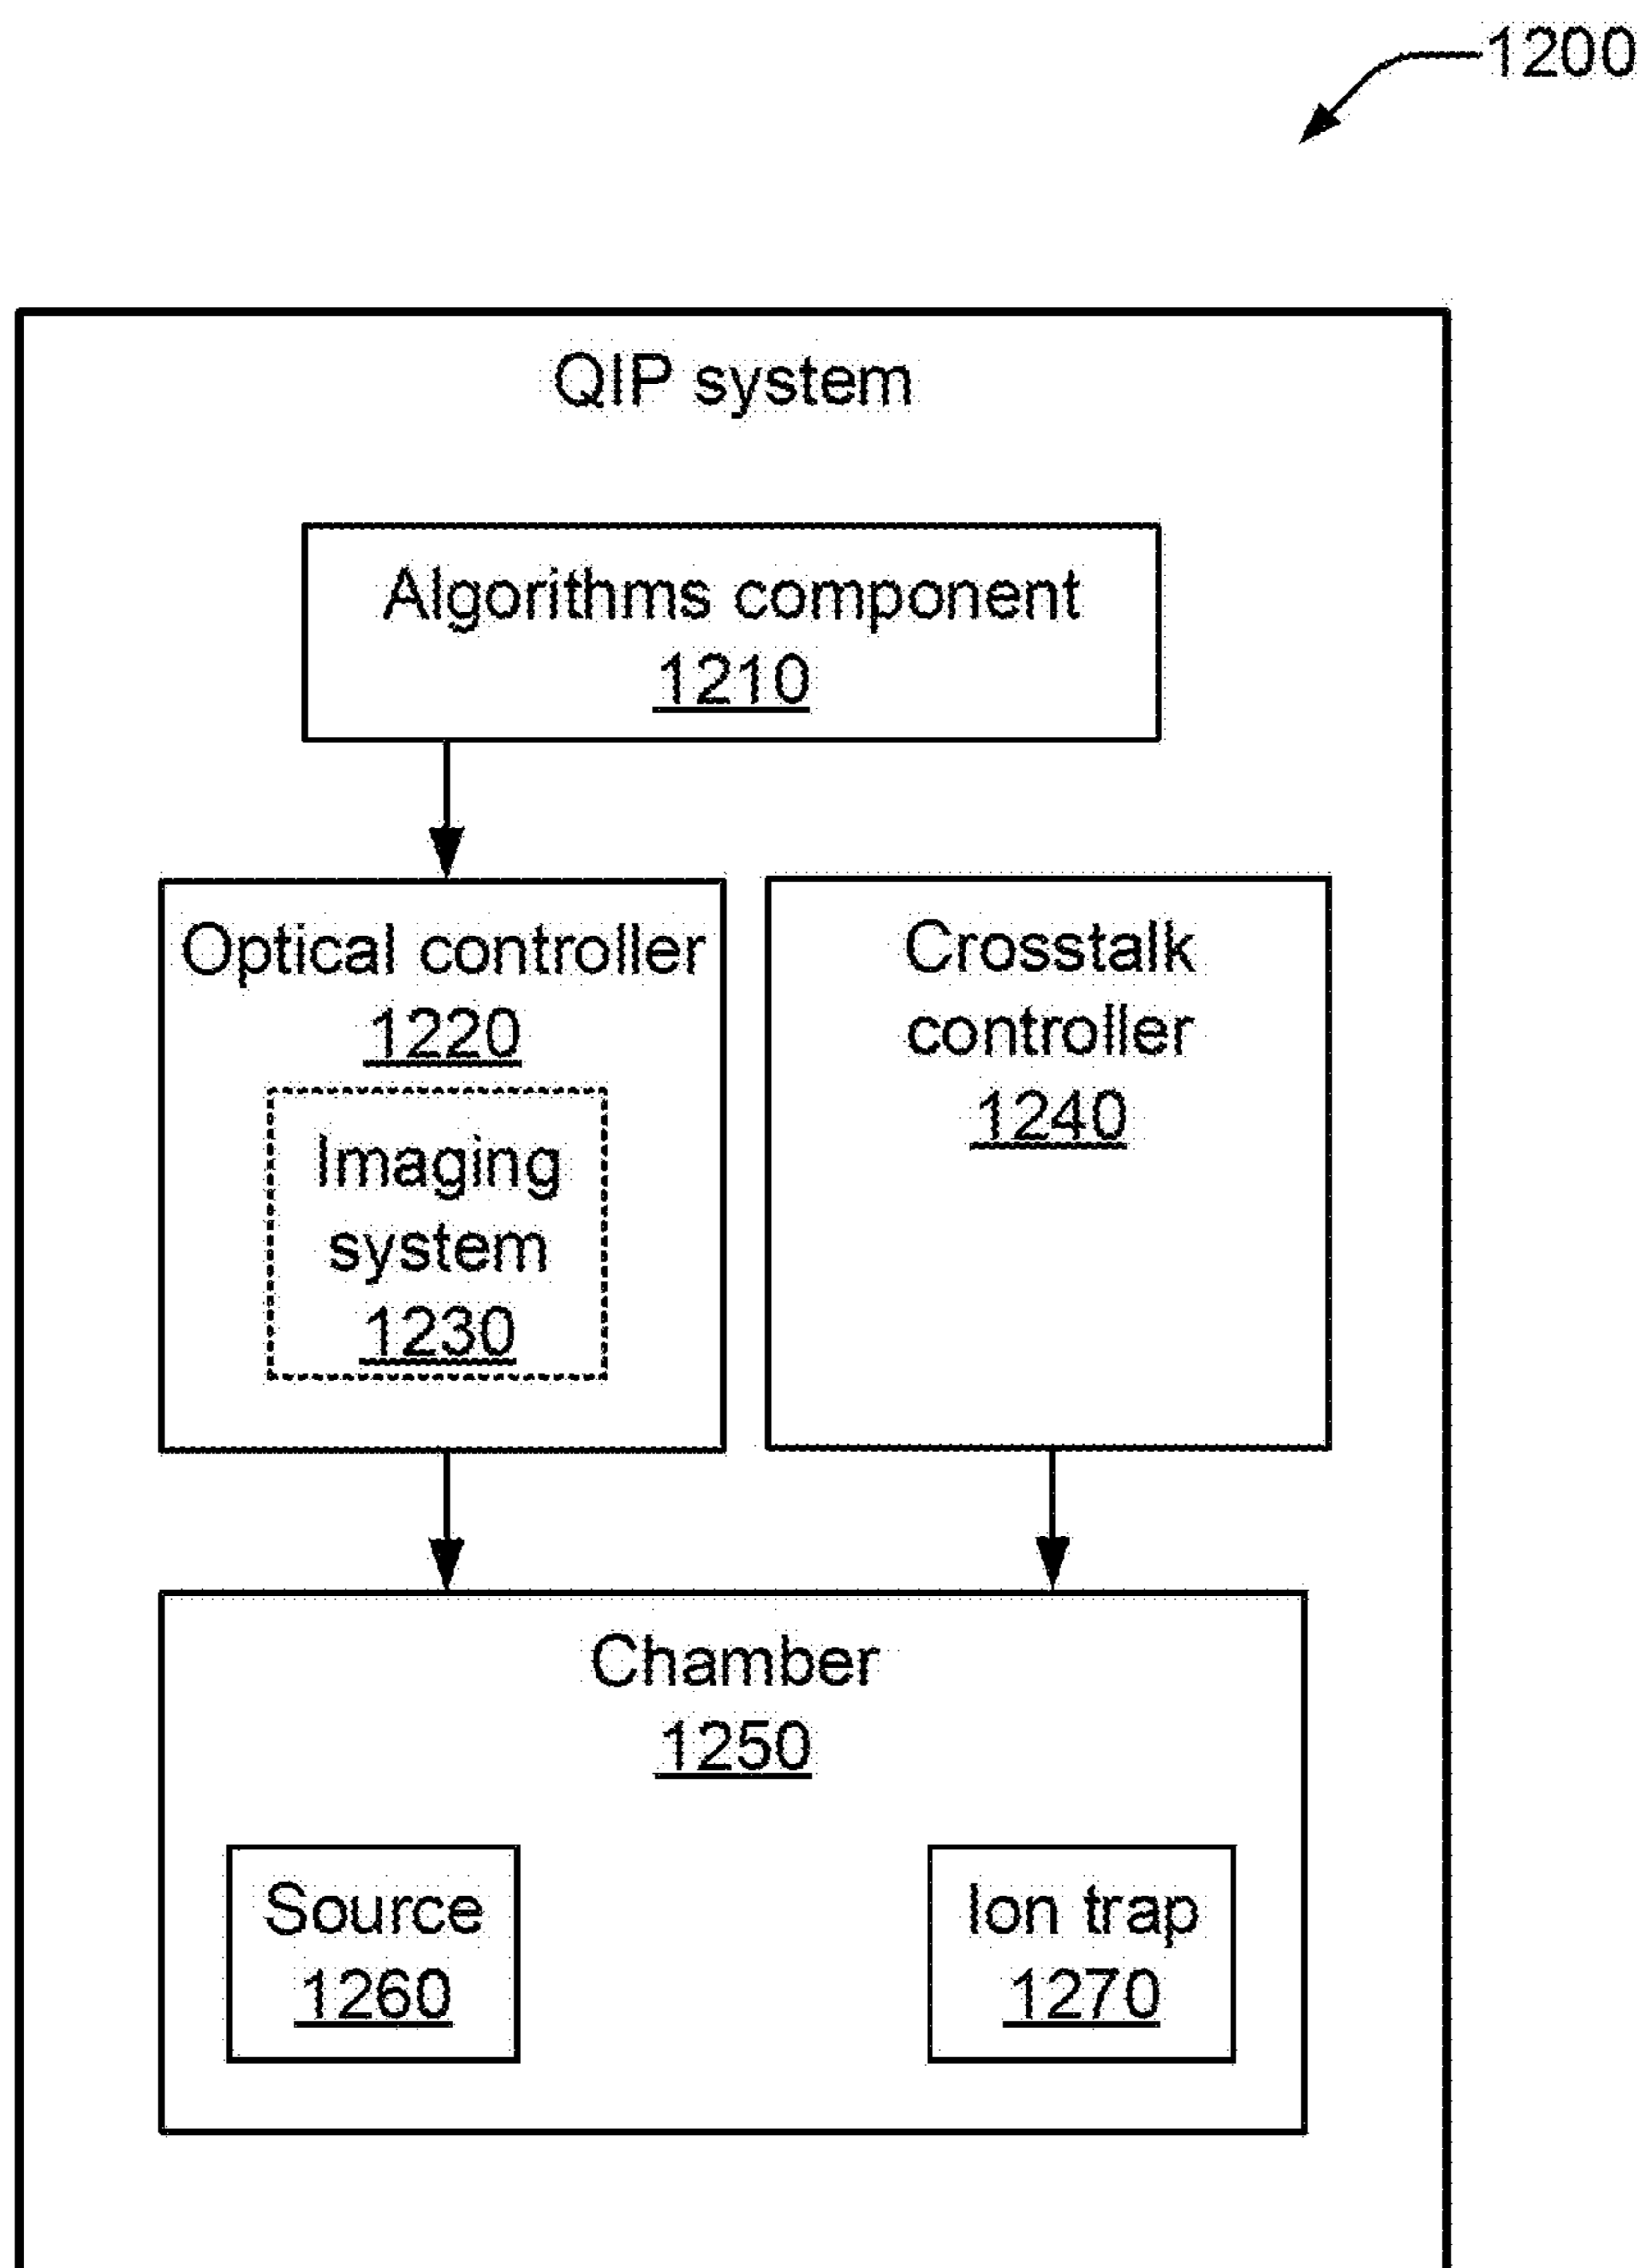 1200
QIP system
Algorithms component
1210
Optical controller
1220
Imaging
system
1230
Crosstalk
controller
1240
Chamber
1250
Source
1260
Ion trap
1270